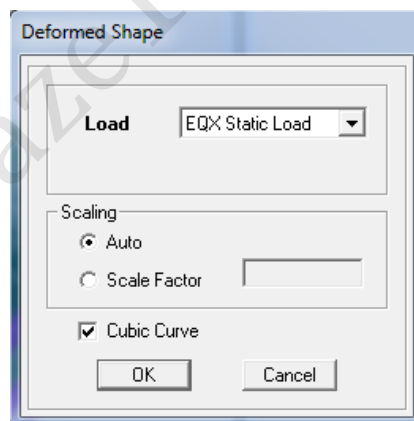 Deformed Shape
Load EQX Static Load
Scaling
Auto
Scale Factor
Cubic Curve
OK Cancel